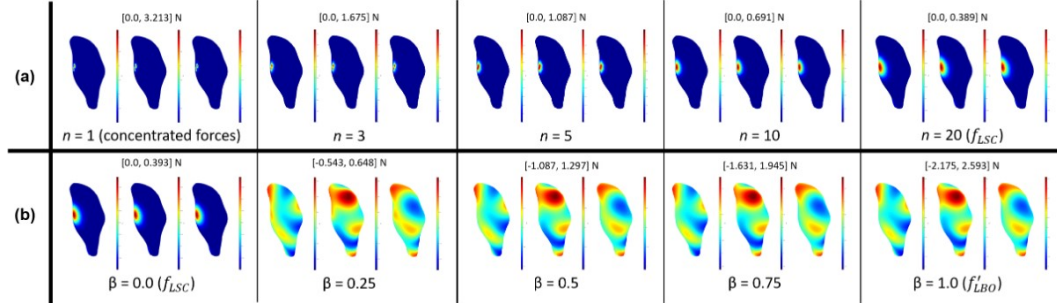 (a)
[0.0, 3.213] N
[0.0, 1.675] N
[0.0, 1.087] N
[0.0, 0.691] N
[0.0, 0.389] N
n = 1 (concentrated forces)
n = 3
n = 5
n = 10
n = 20 (f_LSC)
(b)
[0.0, 0.393] N
[-0.543, 0.648] N
[-1.087, 1.297] N
[-1.631, 1.945] N
[-2.175, 2.593] N
β = 0.0 (f_LSC)
β = 0.25
β = 0.5
β = 0.75
β = 1.0 (f'_LBO)